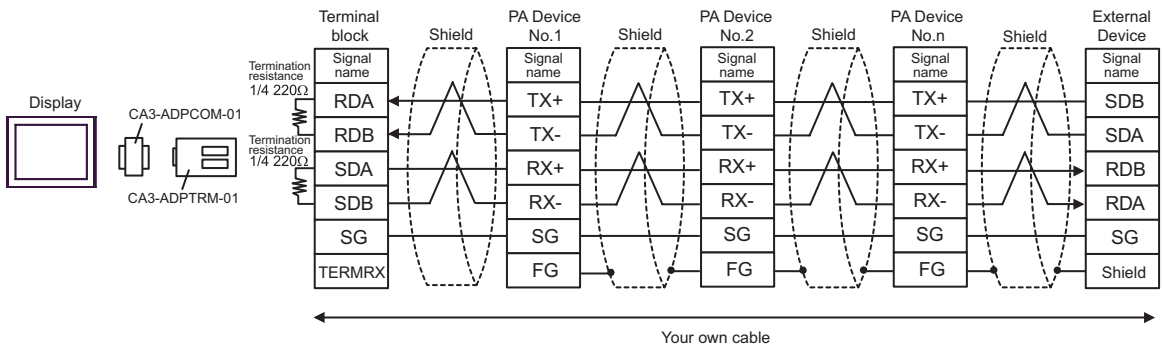 Display
CA3-ADPCOM-01
CA3-ADPTRM-01
Termination
resistance
1/4 220Ω
Termination
resistance
1/4 220Ω
Terminal
block
Signal
name
RDA
RDB
SDA
SDB
SG
TERMRX
Shield
PA Device
No.1
Signal
name
TX+
TX-
RX+
RX-
SG
FG
Shield
PA Device
No.2
Signal
name
TX+
TX-
RX+
RX-
SG
FG
Shield
PA Device
No.n
Signal
name
TX+
TX-
RX+
RX-
SG
FG
Shield
External
Device
Signal
name
SDB
SDA
RDB
RDA
SG
Shield
Your own cable